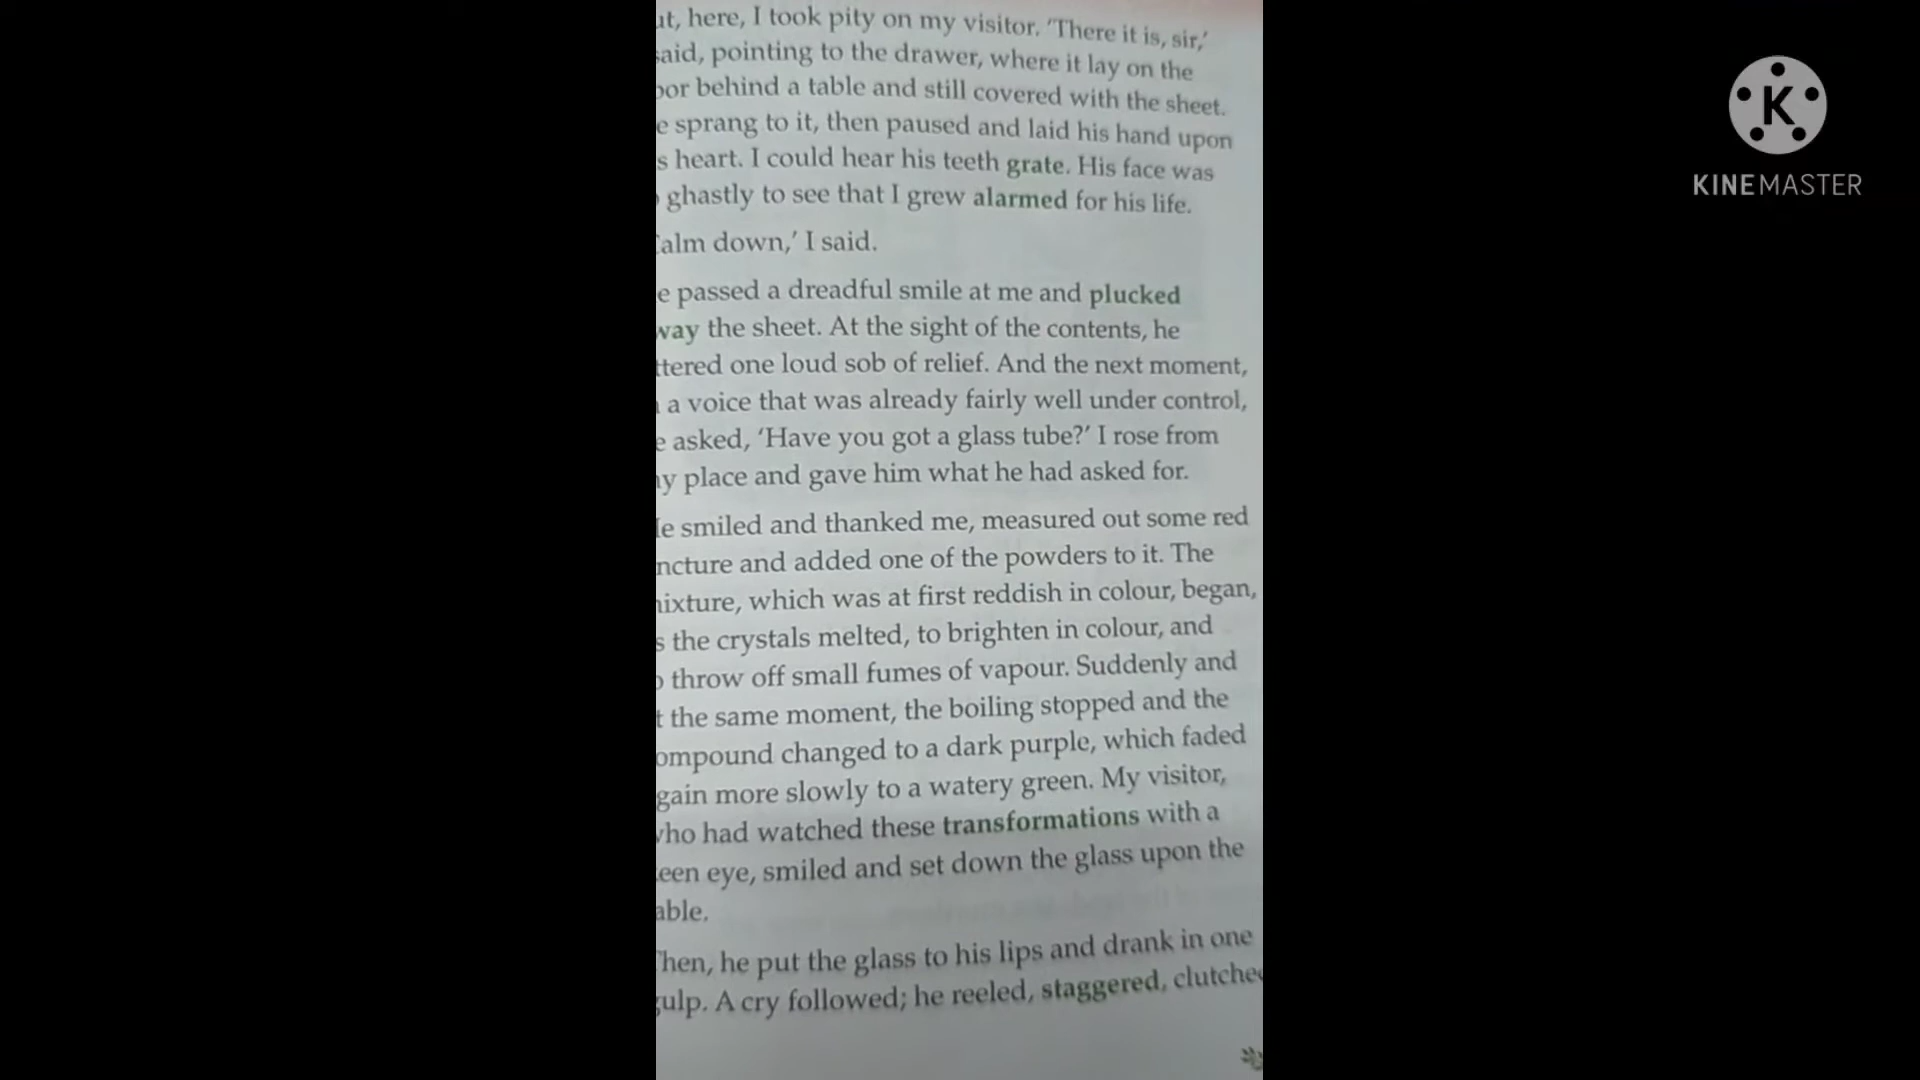 ut, here, I took pity on my visitor. 'There it is, sir,'
said, pointing to the drawer, where it lay on the
oor behind a table and still covered with the sheet.
e sprang to it, then paused and laid his hand upon
s heart. I could hear his teeth grate. His face was
ghastly to see that I grew alarmed for his life.
alm down,' I said.
e passed a dreadful smile at me and plucked
way the sheet. At the sight of the contents, he
ttered one loud sob of relief. And the next moment,
a voice that was already fairly well under control,
e asked, 'Have you got a glass tube?' I rose from
y place and gave him what he had asked for.
He smiled and thanked me, measured out some red
ncture and added one of the powders to it. The
ixture, which was at first reddish in colour, began,
s the crystals melted, to brighten in colour, and
o throw off small fumes of vapour. Suddenly and
t the same moment, the boiling stopped and the
ompound changed to a dark purple, which faded
gain more slowly to a watery green. My visitor,
who had watched these transformations with a
een eye, smiled and set down the glass upon the
able.
Then, he put the glass to his lips and drank in one
gulp. A cry followed; he reeled, staggered, clutche
K
KINEMASTER